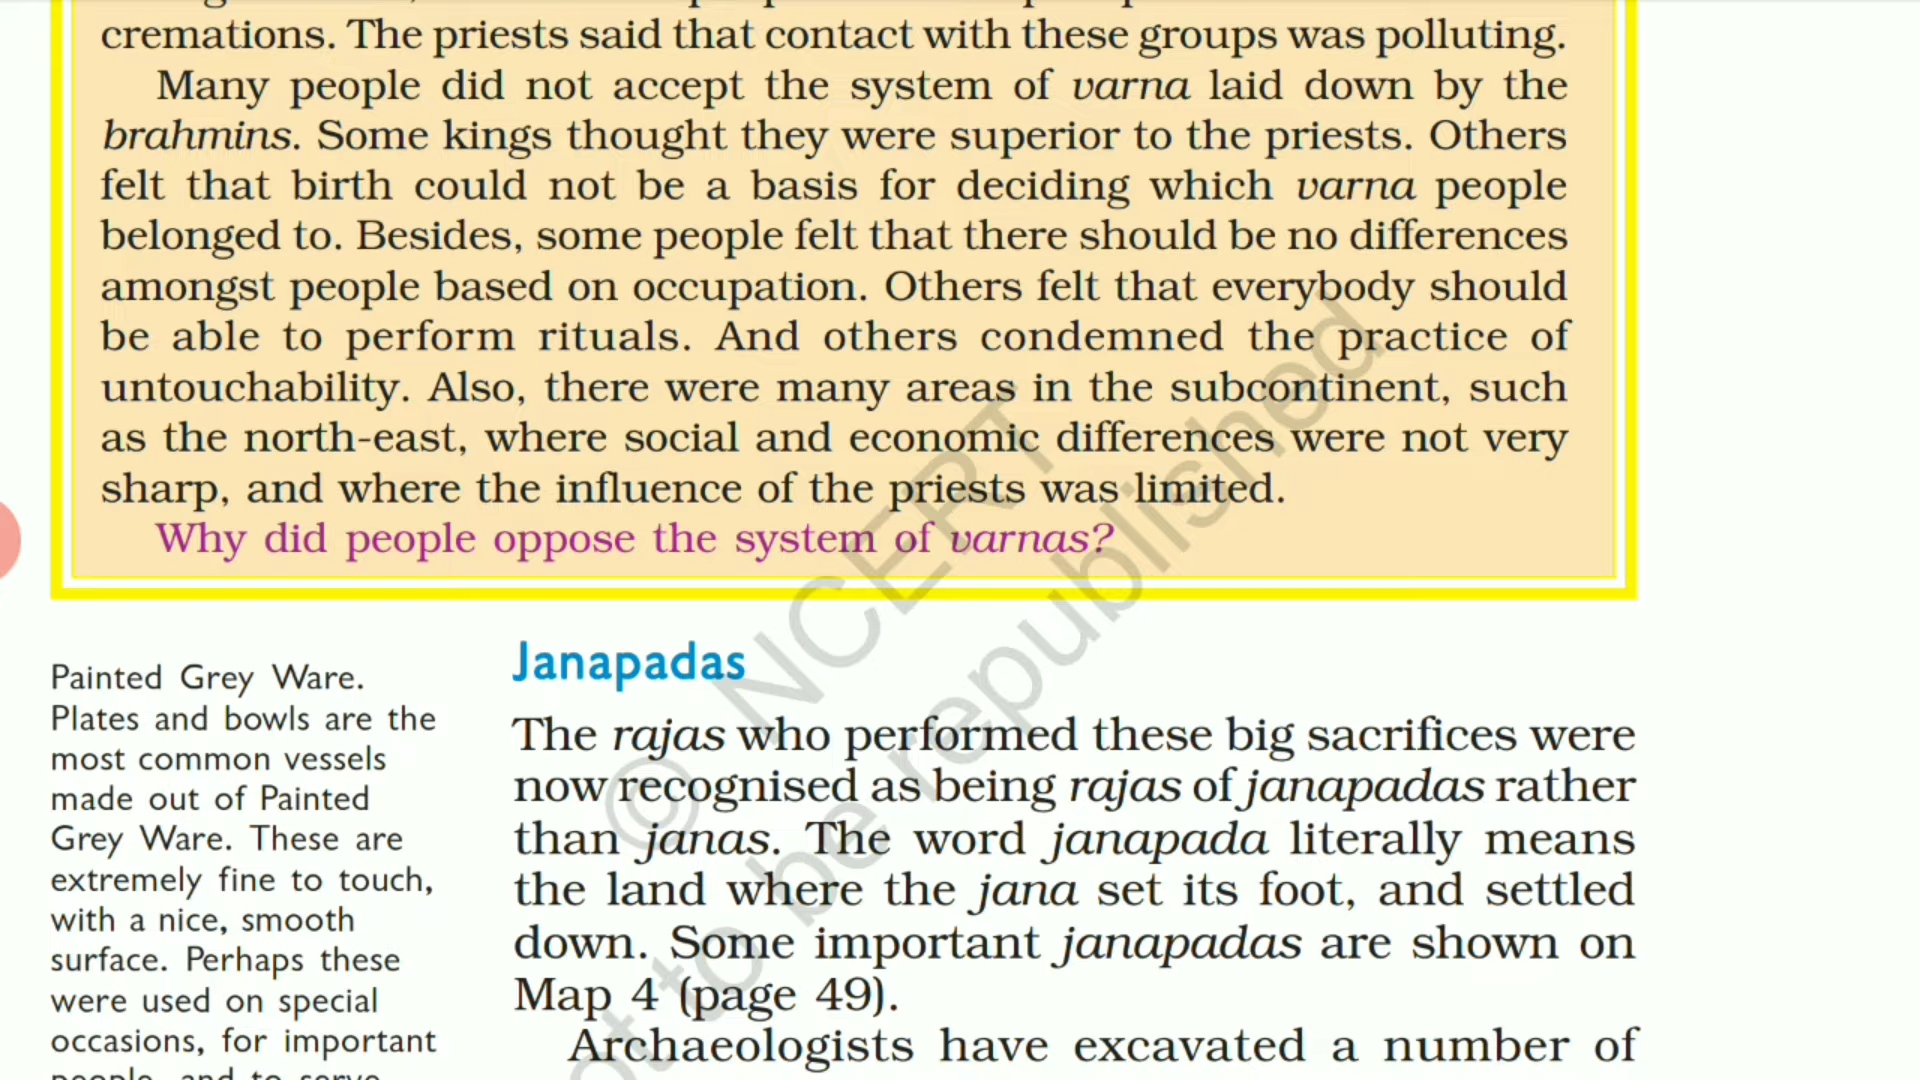 cremations. The priests said that contact with these groups was polluting.
Many people did not accept the system of varna laid down by the
brahmins. Some kings thought they were superior to the priests. Others
felt that birth could not be a basis for deciding which varna people
belonged to. Besides, some people felt that there should be no differences
amongst people based on occupation. Others felt that everybody should
be able to perform rituals. And others condemned the practice of
untouchability. Also, there were many areas in the subcontinent, such
as the north-east, where social and economic differences were not very
sharp, and where the influence of the priests was limited.
Why did people oppose the system of varnas?
Painted Grey Ware.
Plates and bowls are the
most common vessels
made out of Painted
Grey Ware. These are
extremely fine to touch,
with a nice, smooth
surface. Perhaps these
were used on special
occasions, for important
people, and to serve
Janapadas
The rajas who performed these big sacrifices were
now recognised as being rajas of janapadas rather
than janas. The word janapada literally means
the land where the jana set its foot, and settled
down. Some important janapadas are shown on
Map 4 (page 49).
Archaeologists have excavated a number of
© NCERT
not to be republished